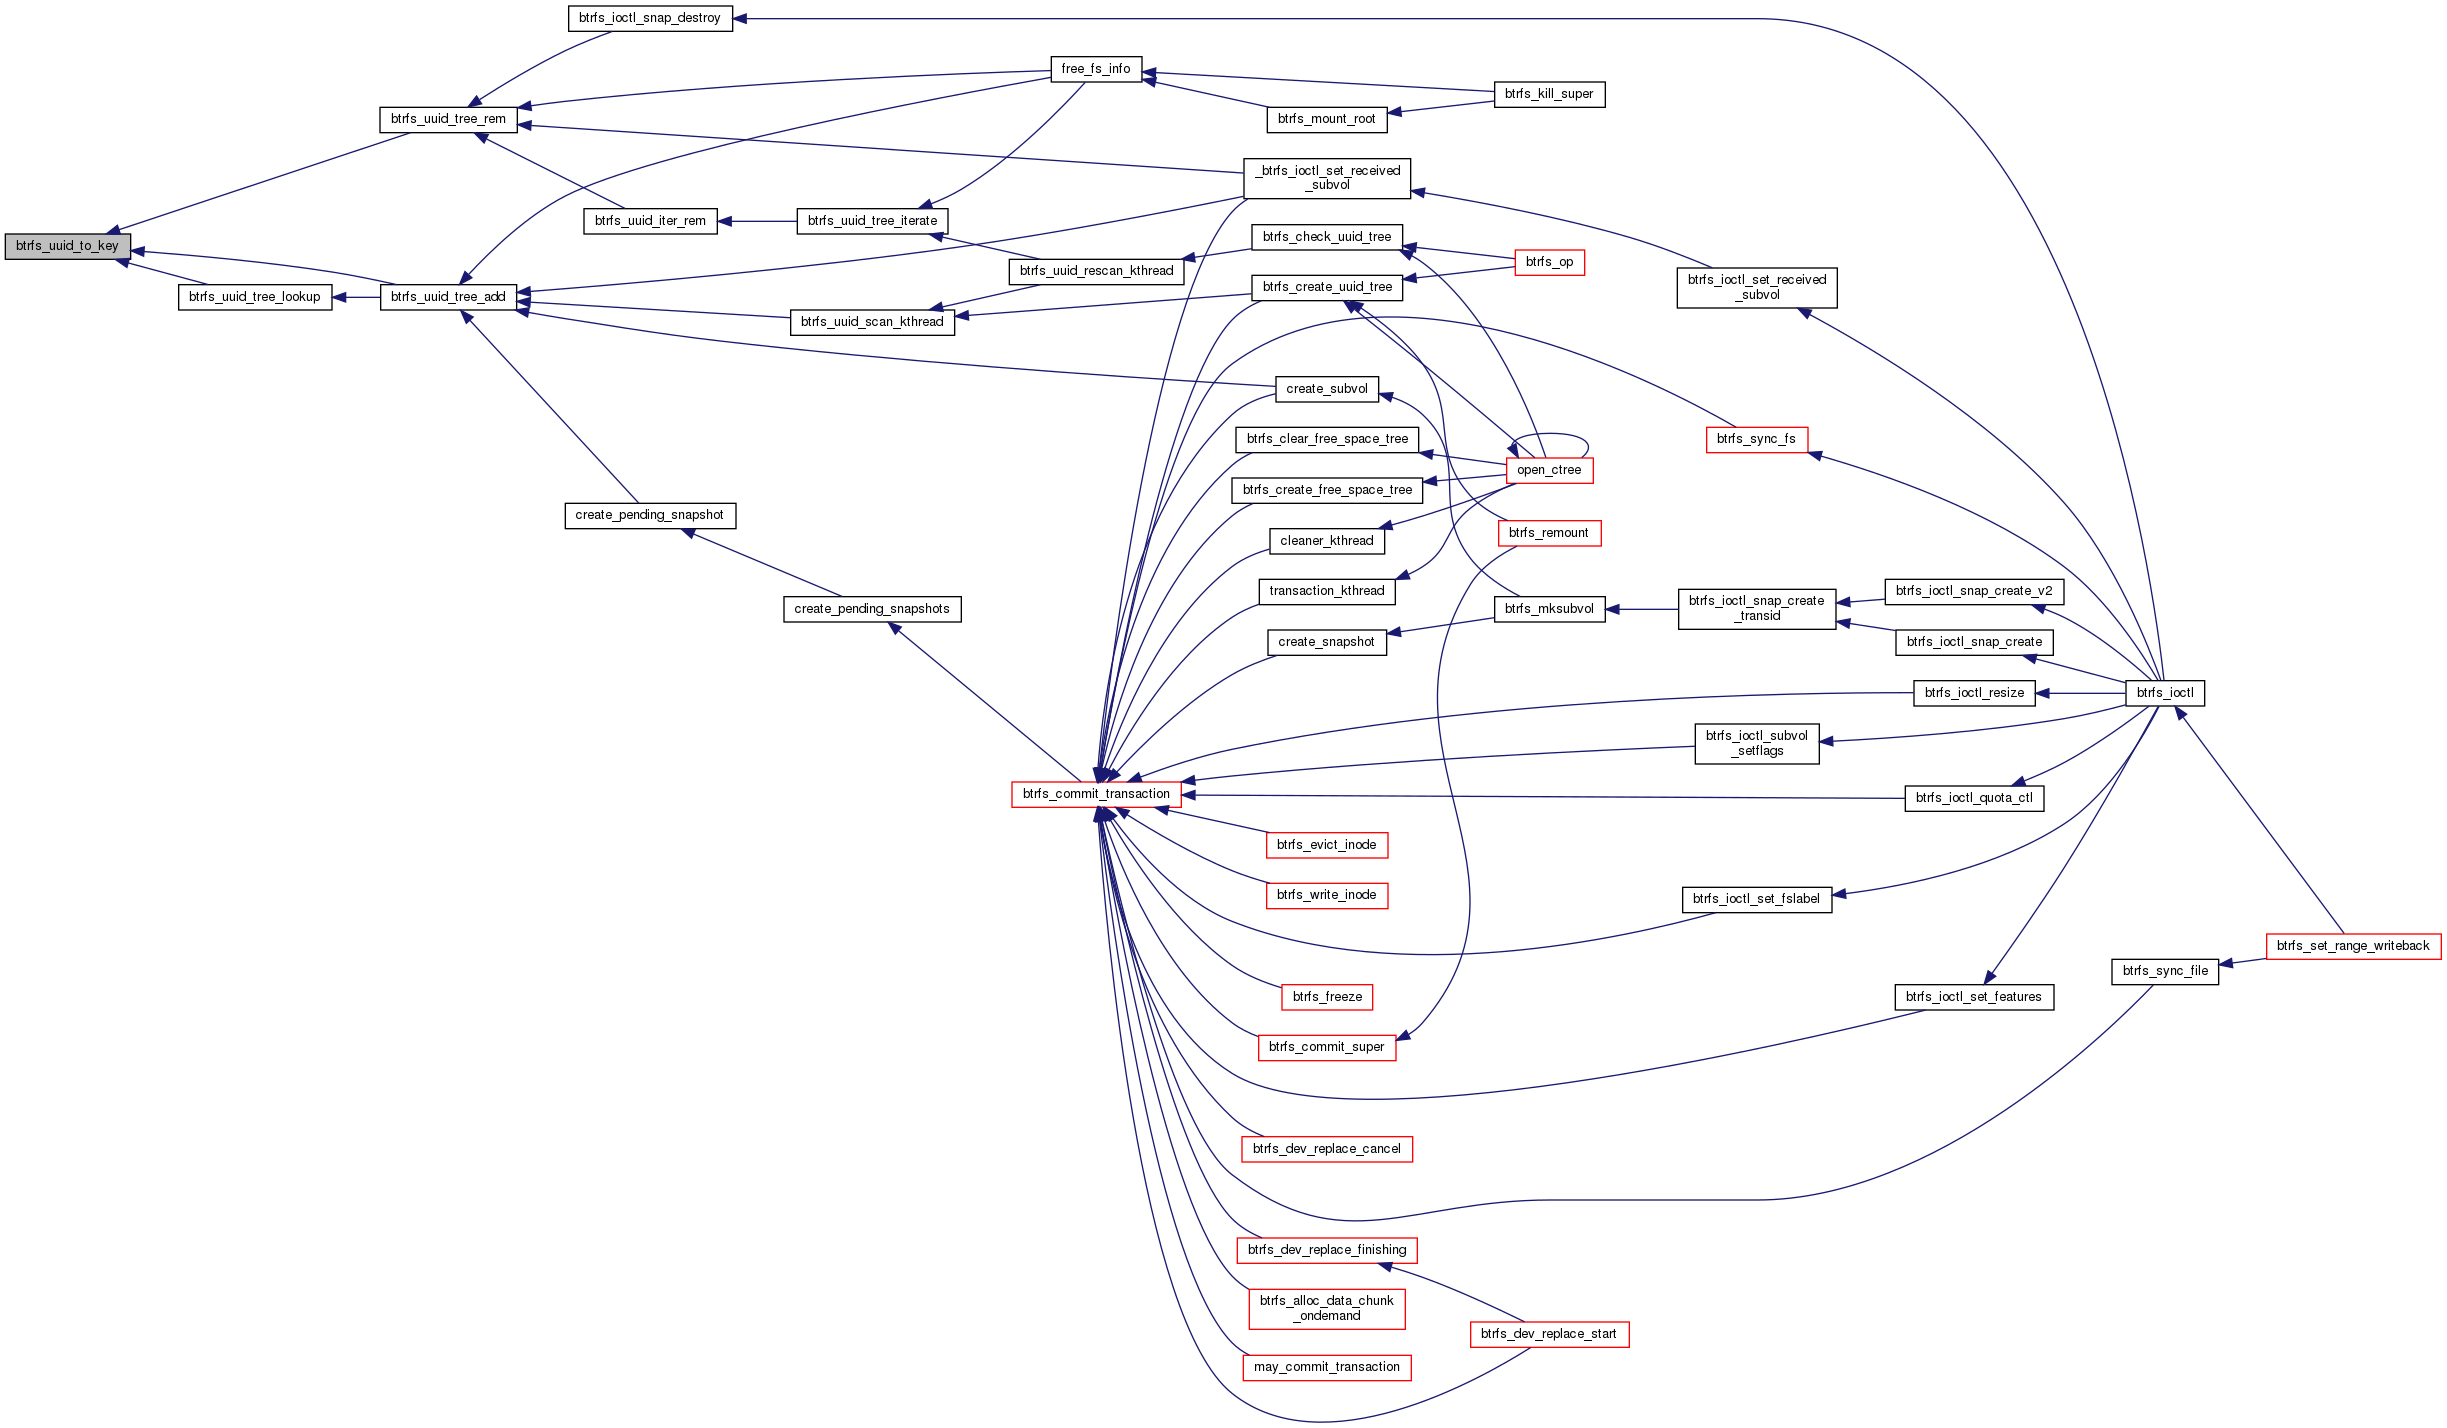 btrfs_ioctl_snap_destroy
free_fs_info
btrfs_kill_super
btrfs_uuid_tree_rem
btrfs_mount_root
_btrfs_ioctl_set_received
_subvol
btrfs_uuid_iter_rem
btrfs_uuid_tree_iterate
btrfs_uuid_to_key
btrfs_check_uuid_tree
btrfs_op
btrfs_uuid_rescan_kthread
btrfs_ioctl_set_received
_subvol
btrfs_uuid_tree_lookup
btrfs_uuid_tree_add
btrfs_create_uuid_tree
btrfs_uuid_scan_kthread
create_subvol
btrfs_clear_free_space_tree
btrfs_sync_fs
open_ctree
btrfs_create_free_space_tree
create_pending_snapshot
btrfs_remount
cleaner_kthread
transaction_kthread
btrfs_ioctl_snap_create_v2
create_pending_snapshots
btrfs_mksubvol
btrfs_ioctl_snap_create
_transid
create_snapshot
btrfs_ioctl_snap_create
btrfs_ioctl_resize
btrfs_ioctl
btrfs_ioctl_subvol
_setflags
btrfs_commit_transaction
btrfs_ioctl_quota_ctl
btrfs_evict_inode
btrfs_write_inode
btrfs_ioctl_set_fslabel
btrfs_set_range_writeback
btrfs_sync_file
btrfs_freeze
btrfs_ioctl_set_features
btrfs_commit_super
btrfs_dev_replace_cancel
btrfs_dev_replace_finishing
btrfs_alloc_data_chunk
_ondemand
btrfs_dev_replace_start
may_commit_transaction